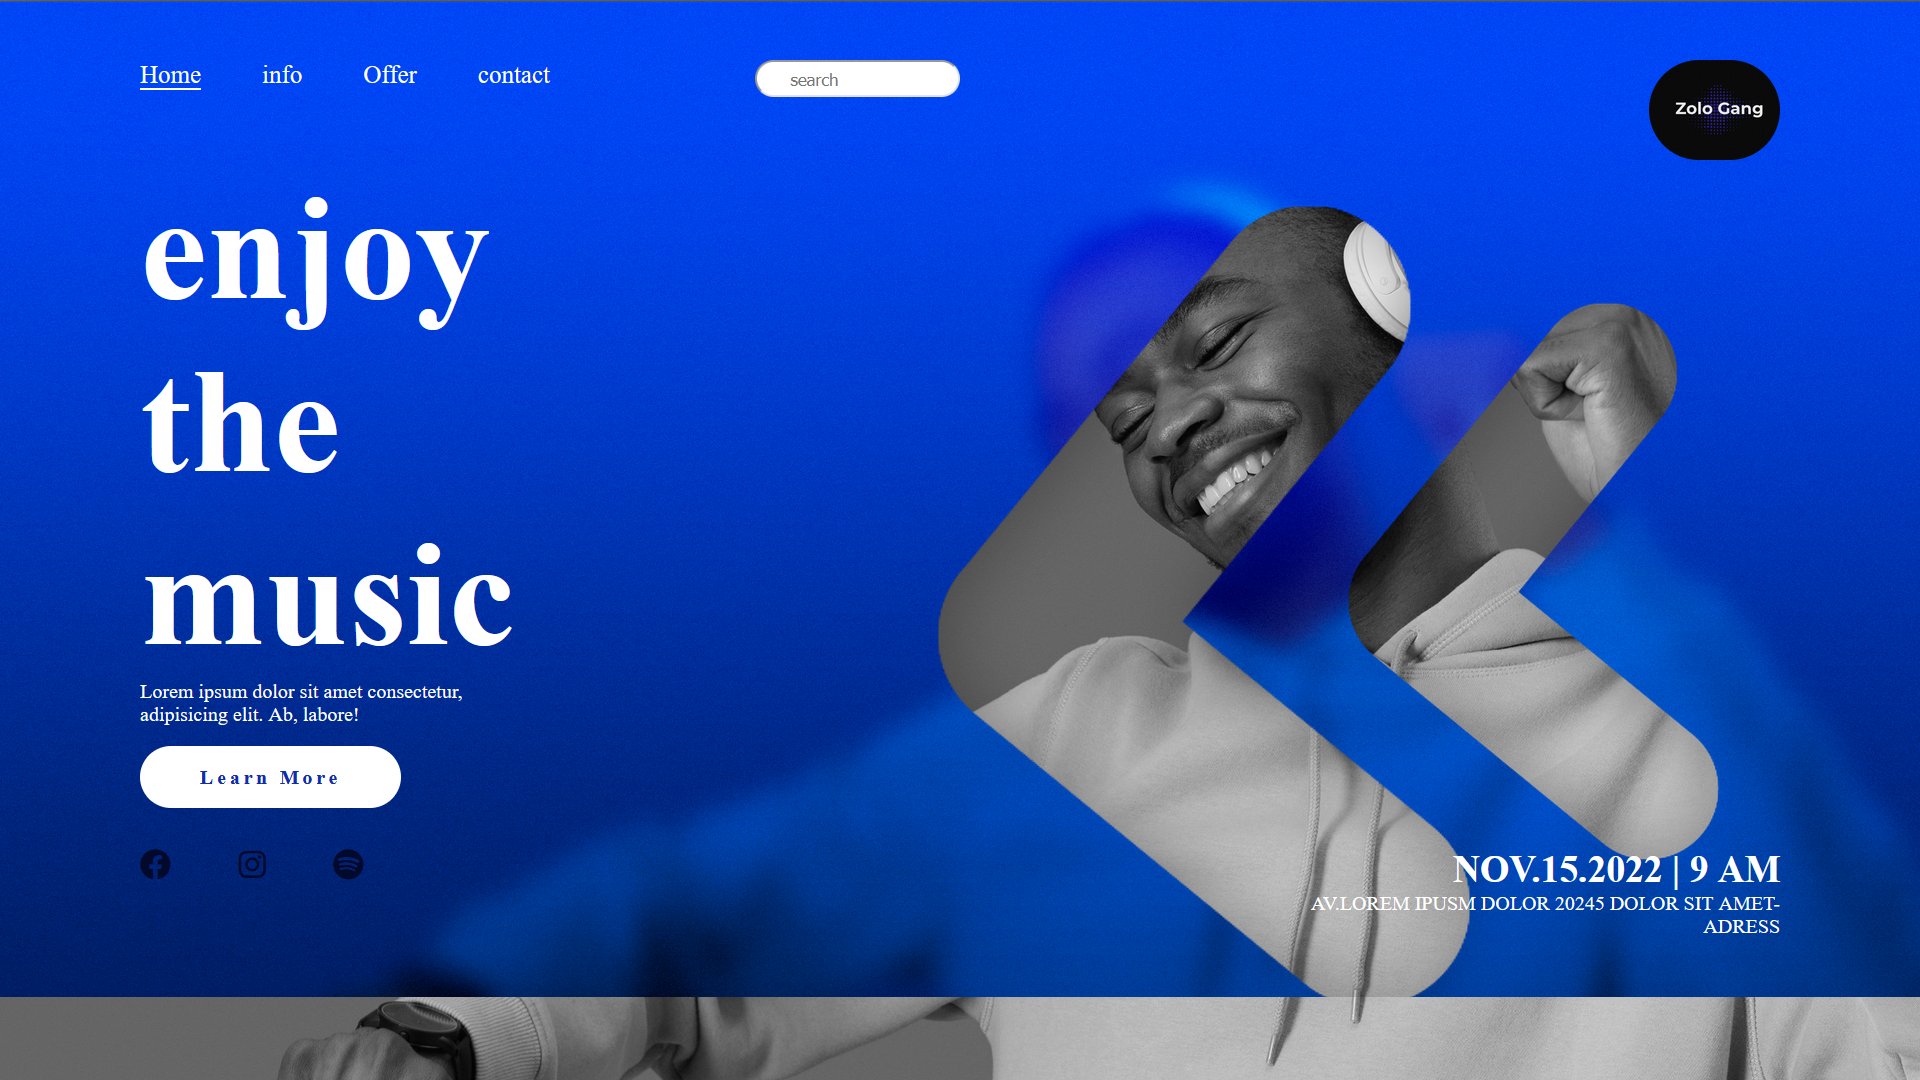 Home info Offer contact
search
Zolo Gang
enjoy
the
music
Lorem ipsum dolor sit amet consectetur,
adipisicing elit. Ab, labore!
Learn More
NOV.15.2022 | 9 AM
AV.LOREM IPUSM DOLOR 20245 DOLOR SIT AMET-
ADRESS